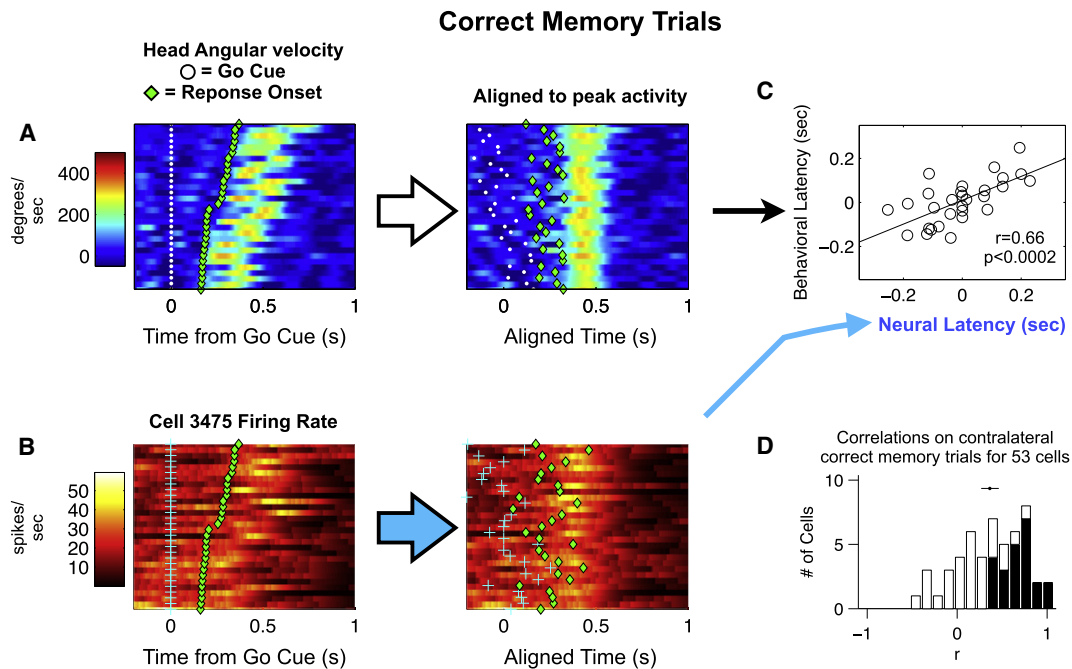 Correct Memory Trials
Head Angular velocity
= Go Cue
= Reponse Onset
Aligned to peak activity
A
degrees/
sec
400
200
0
0
0.5
1
Time from Go Cue (s)
0
0.5
1
Aligned Time (s)
C
Behavioral Latency (sec)
0.2
0
−0.2
r=0.66
p<0.0002
−0.2
0
0.2
Neural Latency (sec)
B
Cell 3475 Firing Rate
spikes/
sec
50
40
30
20
10
0
0.5
1
Time from Go Cue (s)
0
0.5
1
Aligned Time (s)
D
Correlations on contralateral
correct memory trials for 53 cells
# of Cells
10
5
0
−1
0
1
r